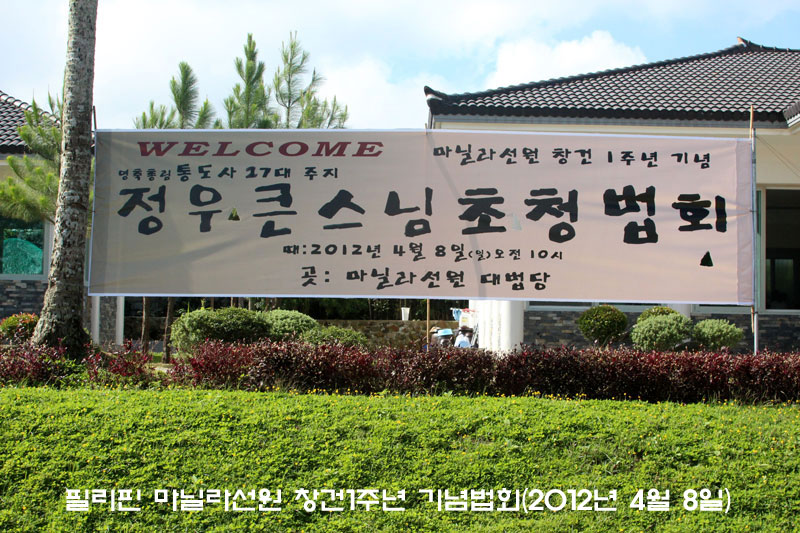 WELCOME 마닐라선원 창건 1주년 기념
영축총림 통도사 27대 주지
정우큰스님초청법회
때:2012년 4월 8일(일)오전 10시
곳: 마닐라선원 대법당
필리핀 마닐라선원 창건1주년 기념법회(2012년 4월 8일)